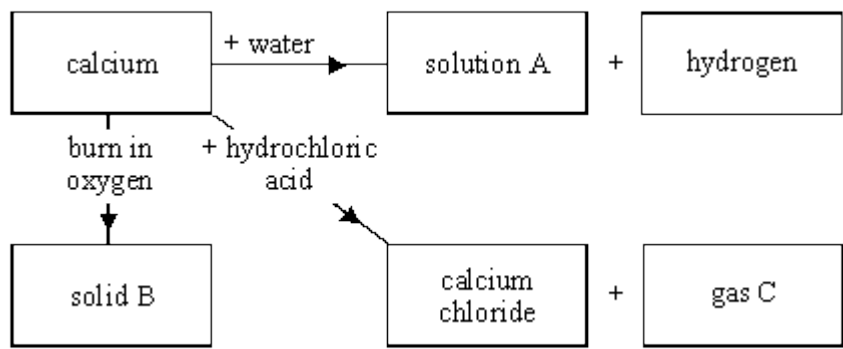 calcium
+ water
solution A
+
hydrogen
burn in
oxygen
+ hydrochloric
acid
solid B
calcium
chloride
+
gas C